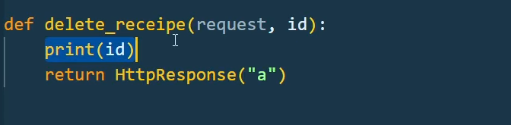 def delete_receipe(request, id):
    print(id)
    return HttpResponse("a")